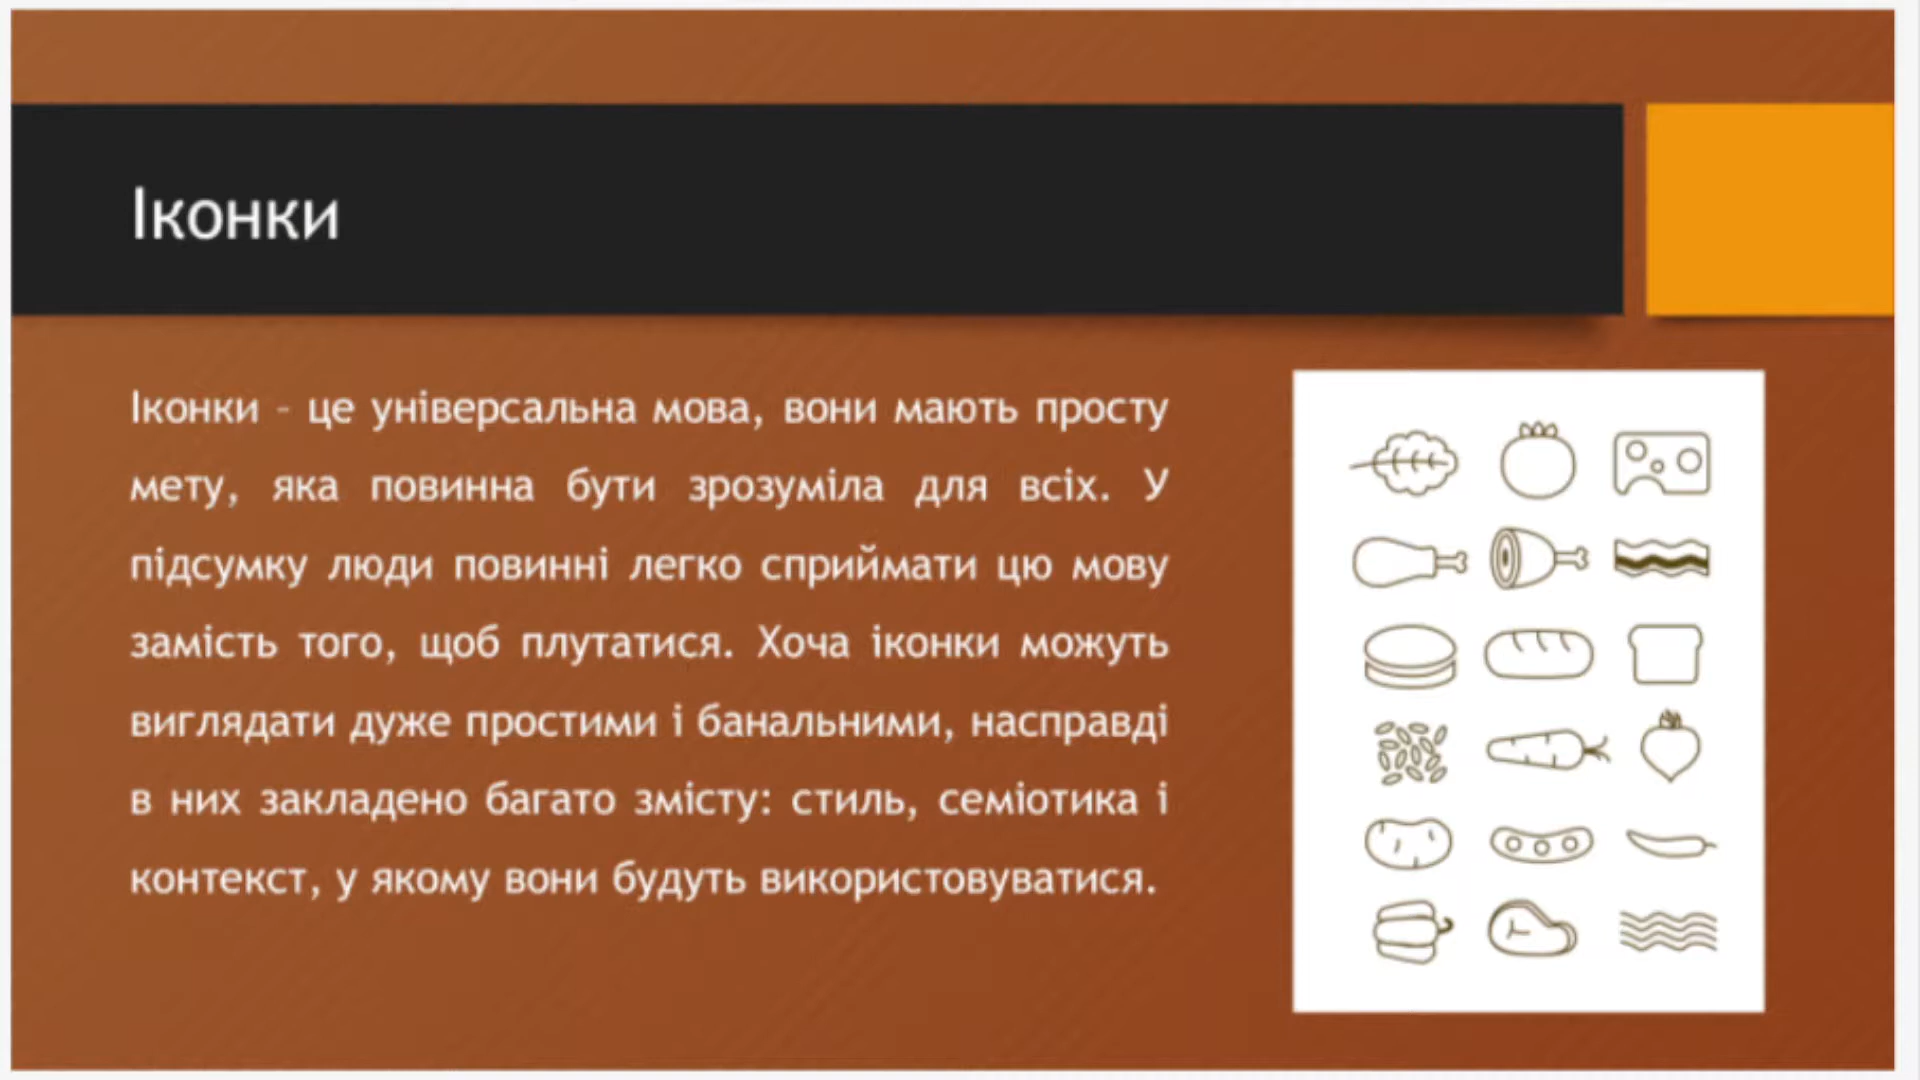 Іконки
Іконки - це універсальна мова, вони мають просту
мету, яка повинна бути зрозуміла для всіх. У
підсумку люди повинні легко сприймати цю мову
замість того, щоб плутатися. Хоча іконки можуть
виглядати дуже простими і банальними, насправді
в них закладено багато змісту: стиль, семіотика і
контекст, у якому вони будуть використовуватися.